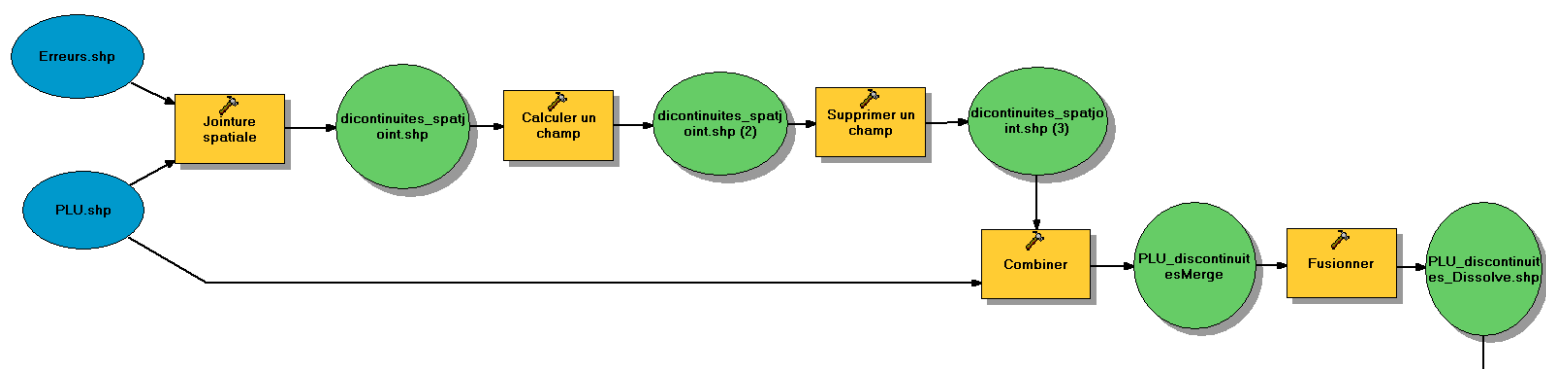 Erreurs.shp
Jointure
spatiale
dicontinuites_spatj
oint.shp
Calculer un
champ
dicontinuites_spatj
oint.shp (2)
Supprimer un
champ
dicontinuites_spatjo
int.shp (3)
PLU.shp
Combiner
PLU_discontinuit
esMerge
Fusionner
PLU_discontinuit
es_Dissolve.shp